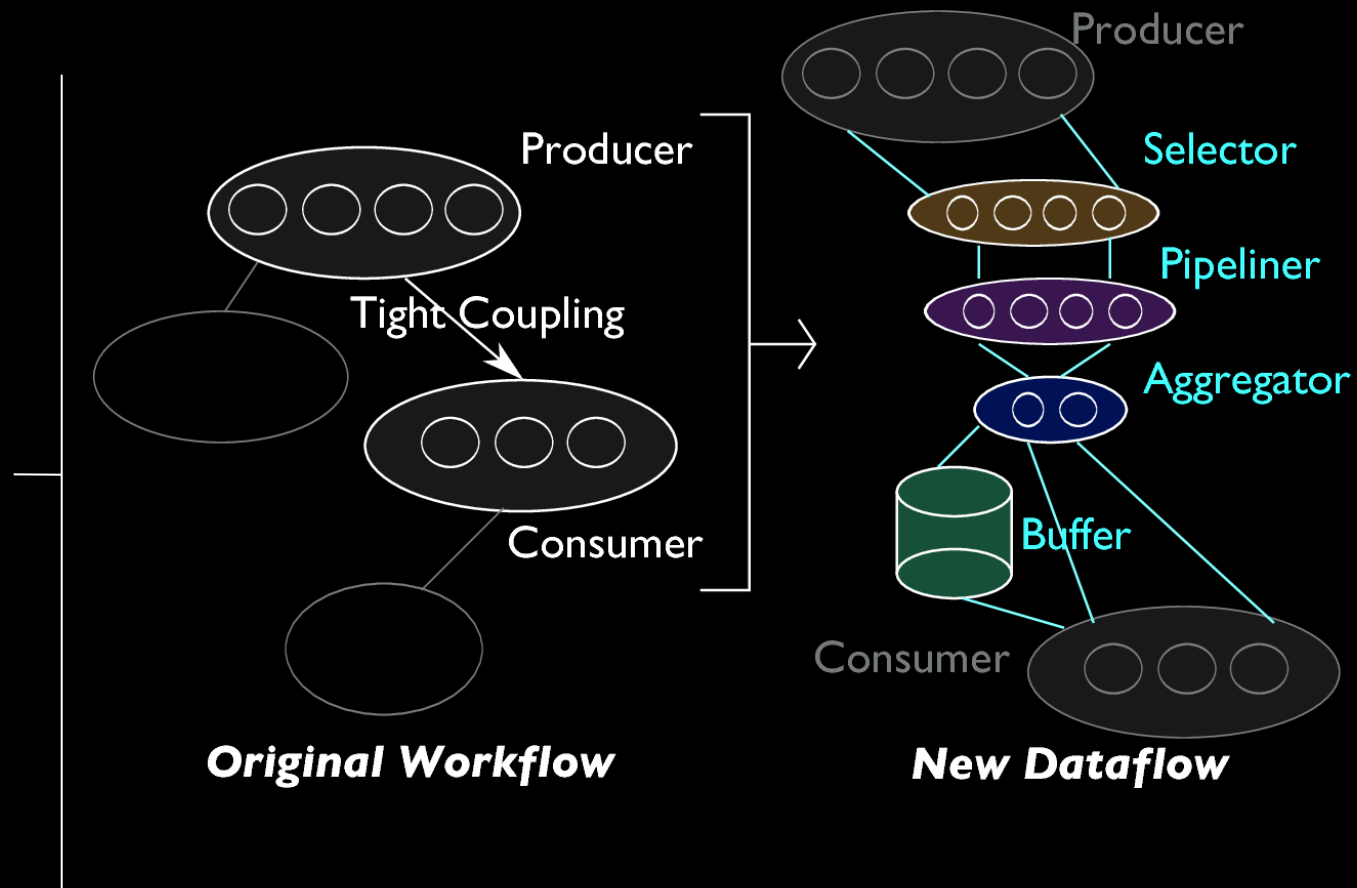 Producer
Tight Coupling
Consumer
Original Workflow
Producer
Selector
Pipeliner
Aggregator
Buffer
Consumer
New Dataflow